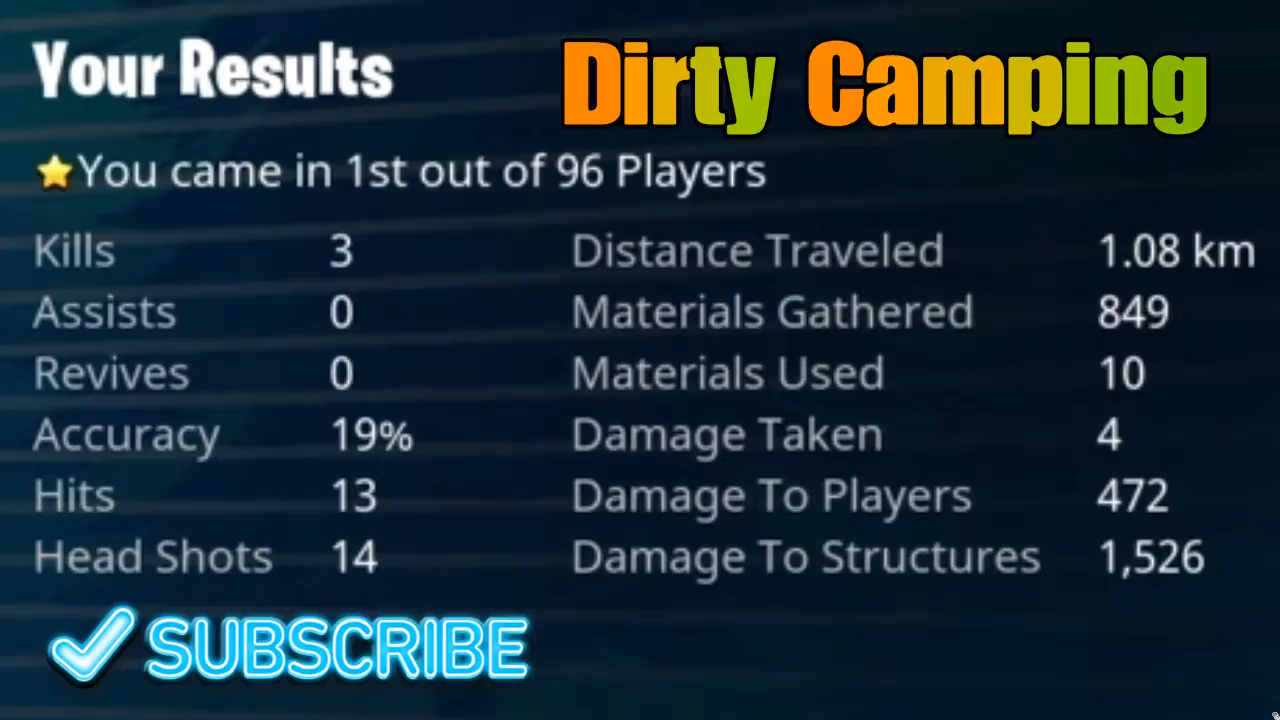 Your Results
Dirty Camping
You came in 1st out of 96 Players
Kills 3 Distance Traveled 1.08 km
Assists 0 Materials Gathered 849
Revives 0 Materials Used 10
Accuracy 19% Damage Taken 4
Hits 13 Damage To Players 472
Head Shots 14 Damage To Structures 1,526
SUBSCRIBE